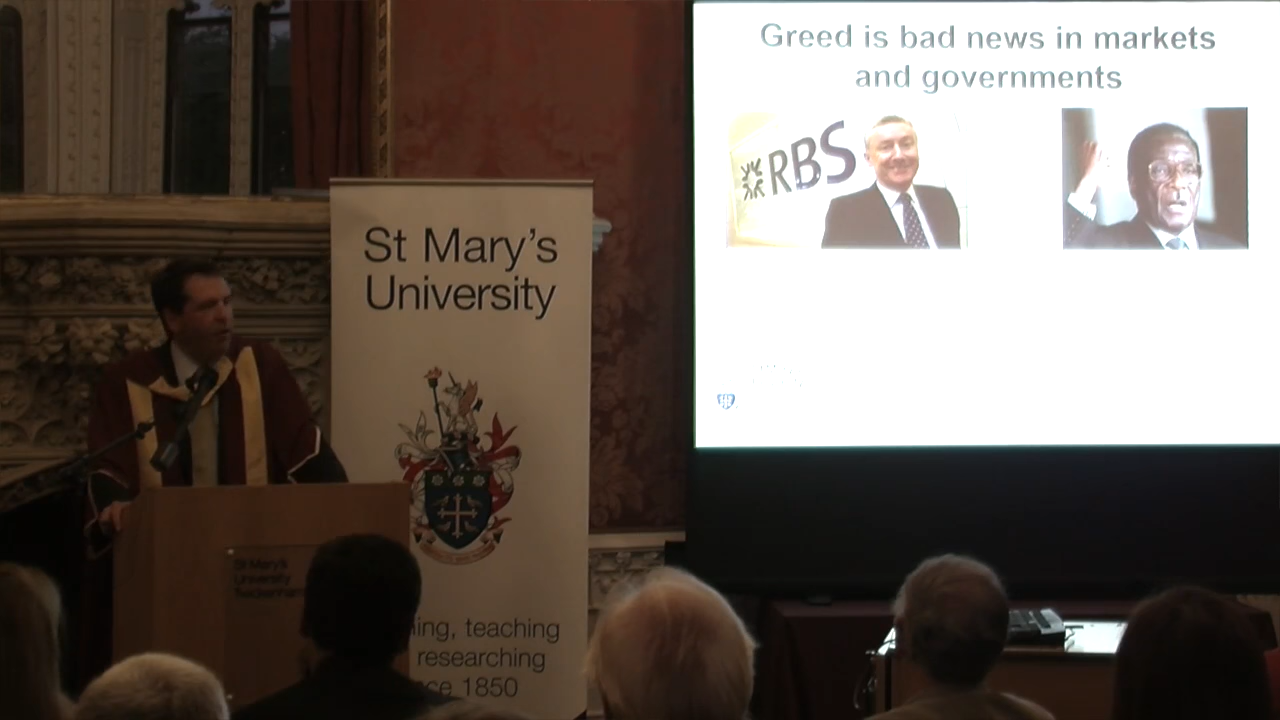 Greed is bad news in markets
and governments
RBS
St Mary's
University
St Mary's
University
Twickenham
ing, teaching
researching
ce 1850